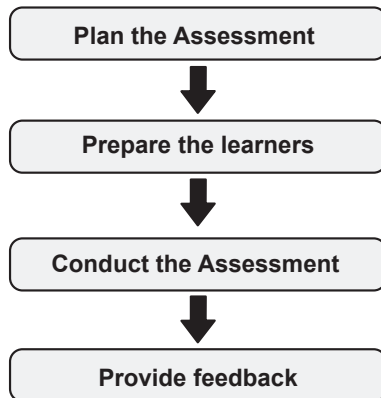 Plan the Assessment
Prepare the learners
Conduct the Assessment
Provide feedback